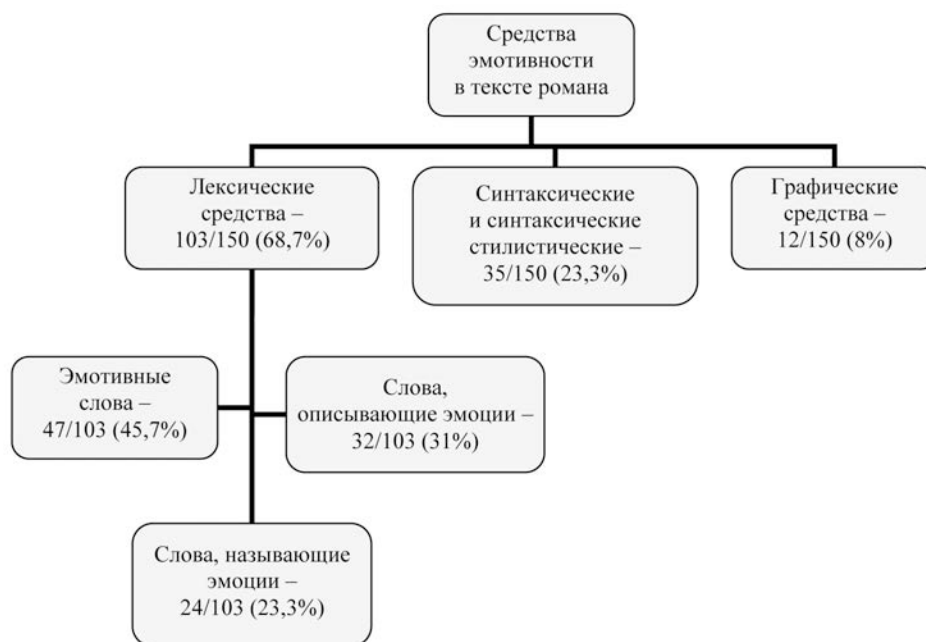 Средства
эмотивности
в тексте романа
Лексические
средства –
103/150 (68,7%)
Синтаксические
и синтаксические
стилистические –
35/150 (23,3%)
Графические
средства –
12/150 (8%)
Эмотивные
слова –
47/103 (45,7%)
Слова,
описывающие эмоции –
32/103 (31%)
Слова, называющие
эмоции –
24/103 (23,3%)